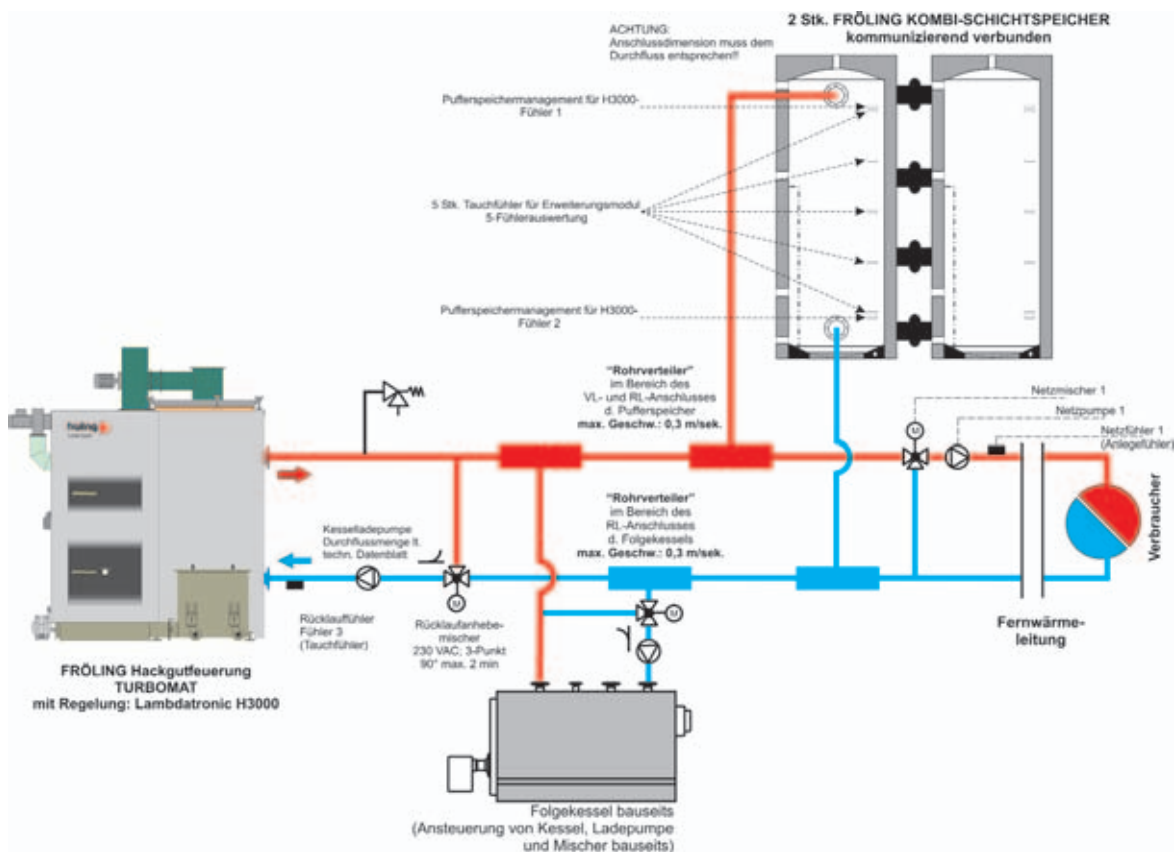 2 Stk. FRÖLING KOMBI-SCHICHTSPEICHER
kommunizierend verbunden
ACHTUNG:
Anschlussdimension muss dem
Durchfluss entsprechen!!!
Pufferspeichermanagement für H3000-
Fühler 1
5 Stk. Tauchfühler für Erweiterungsmodul
5-Fühlerauswertung
Pufferspeichermanagement für H3000-
Fühler 2
"Rohrverteiler"
im Bereich des
VL- und RL-Anschlusses
d. Pufferspeicher
max. Geschw.: 0,3 m/sek.
Netzmischer 1
Netzpumpe 1
Netzfühler 1
(Anlegefühler)
M
fröling
"Rohrverteiler"
im Bereich des
RL-Anschlusses
d. Folgekessels
max. Geschw.: 0,3 m/sek.
Verbraucher
Kesselladepumpe
Durchflussmenge lt.
techn. Datenblatt
M
M
Rücklauffühler
Fühler 3
(Tauchfühler)
Rücklaufanhebe-
mischer
230 VAC; 3-Punkt
90° max. 2 min
Fernwärme-
leitung
FRÖLING Hackgutfeuerung
TURBOMAT
mit Regelung: Lambdatronic H3000
Folgekessel bauseits
(Ansteuerung von Kessel, Ladepumpe
und Mischer bauseits)